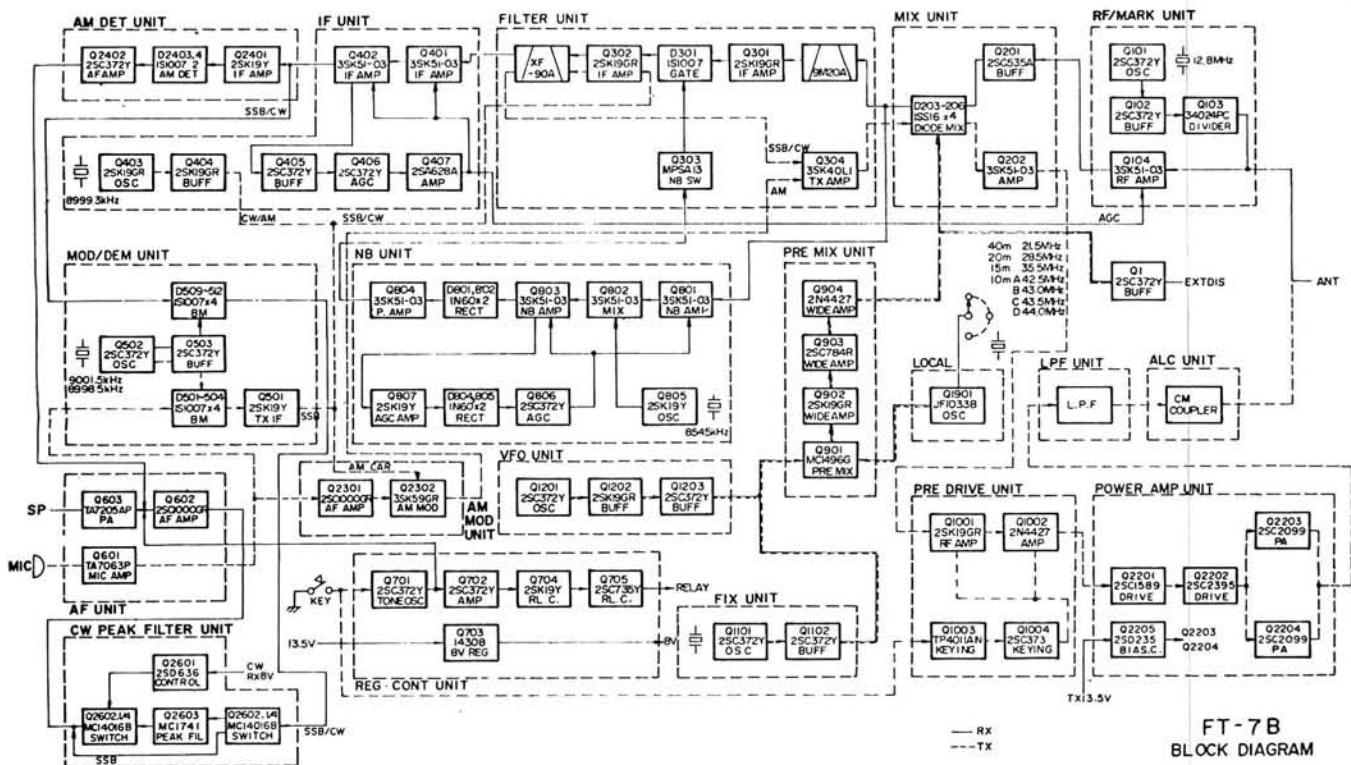 AM DET UNIT
Q2402
2SC372Y
AF AMP
D2403,4
IS1007 2
AM DET
Q2401
2SK19Y
IF AMP
IF UNIT
Q402
3SK51-03
IF AMP
Q401
3SK51-03
IF AMP
SSB/CW
Q403
2SK19GR
OSC
Q404
2SK19GR
BUFF
Q405
2SC372Y
BUFF
Q406
2SC372Y
AGC
Q407
2SA628A
AMP
8999.3kHz
CW/AM
SSB/CW
FILTER UNIT
XF
-90A
Q302
2SK19GR
IF AMP
D301
IS1007
GATE
Q301
2SK19GR
IF AMP
9M20A
Q303
MPSA13
NB SW
SSB/CW
AM
Q304
3SK40L1
TX AMP
MIX UNIT
Q201
2SC535A
BUFF
D203-206
ISS16 x4
DIODE MIX
Q202
3SK51-03
AMP
RF/MARK UNIT
Q101
2SC372Y
OSC
12.8MHz
Q102
2SC372Y
BUFF
Q103
34024PC
DIVIDER
Q104
3SK51-03
RF AMP
AGC
MOD/DEM UNIT
D509-512
IS1007x4
BM
Q502
2SC372Y
OSC
Q503
2SC372Y
BUFF
9001.5kHz
8998.5kHz
D501-504
IS1007x4
BM
Q501
2SK19Y
TX IF
SSB
NB UNIT
Q804
3SK51-03
P. AMP
D801,802
IN60x2
RECT
Q803
3SK51-03
NB AMP
Q802
3SK51-03
MIX
Q801
3SK51-03
NB AMP
Q807
2SK19Y
AGC AMP
D804,805
IN60x2
RECT
Q806
2SC372Y
AGC
Q805
2SK19Y
OSC
8545kHz
PRE MIX UNIT
Q904
2N4427
WIDE AMP
Q903
2SC784R
WIDE AMP
Q902
2SK19GR
WIDE AMP
Q901
MC1496G
PRE MIX
40m 21.5MHz
20m 28.5MHz
15m 35.5MHz
10m A 42.5MHz
B 43.0MHz
C 43.5MHz
D 44.0MHz
Q1
2SC372Y
BUFF
EXTDIS
ANT
LOCAL
Q1901
JF1033B
OSC
LPF UNIT
L.P.F
ALC UNIT
CM
COUPLER
SP
Q603
TA7205AP
PA
Q602
2SC1000GR
AF AMP
MIC
Q601
TA7063P
MIC AMP
AF UNIT
AM CAR
Q2301
2SC1000GR
AF AMP
Q2302
3SK59GR
AM MOD
AM
MOD
UNIT
VFO UNIT
Q1201
2SC372Y
OSC
Q1202
2SK19GR
BUFF
Q1203
2SC372Y
BUFF
KEY
Q701
2SC372Y
TONE OSC
Q702
2SC372Y
AMP
Q704
2SK19Y
RL. C.
Q705
2SC735Y
RL. C.
RELAY
13.5V
Q703
14308
8V REG
8V
REG·CONT UNIT
FIX UNIT
Q1101
2SC372Y
OSC
Q1102
2SC372Y
BUFF
PRE DRIVE UNIT
Q1001
2SK19GR
RF AMP
Q1002
2N4427
AMP
Q1003
TP4011AN
KEYING
Q1004
2SC373
KEYING
POWER AMP UNIT
Q2203
2SC2099
PA
Q2201
2SC1589
DRIVE
Q2202
2SC2395
DRIVE
Q2205
2SD235
BIAS.C.
Q2203
Q2204
Q2204
2SC2099
PA
TX13.5V
CW PEAK FILTER UNIT
Q2601
2SD636
CONTROL
CW
Rx8V
Q2602,1/4
MC14016B
SWITCH
Q2603
MC1741
PEAK FIL
Q2602,1/4
MC14016B
SWITCH
SSB/CW
SSB
RX
TX
FT-7B
BLOCK DIAGRAM